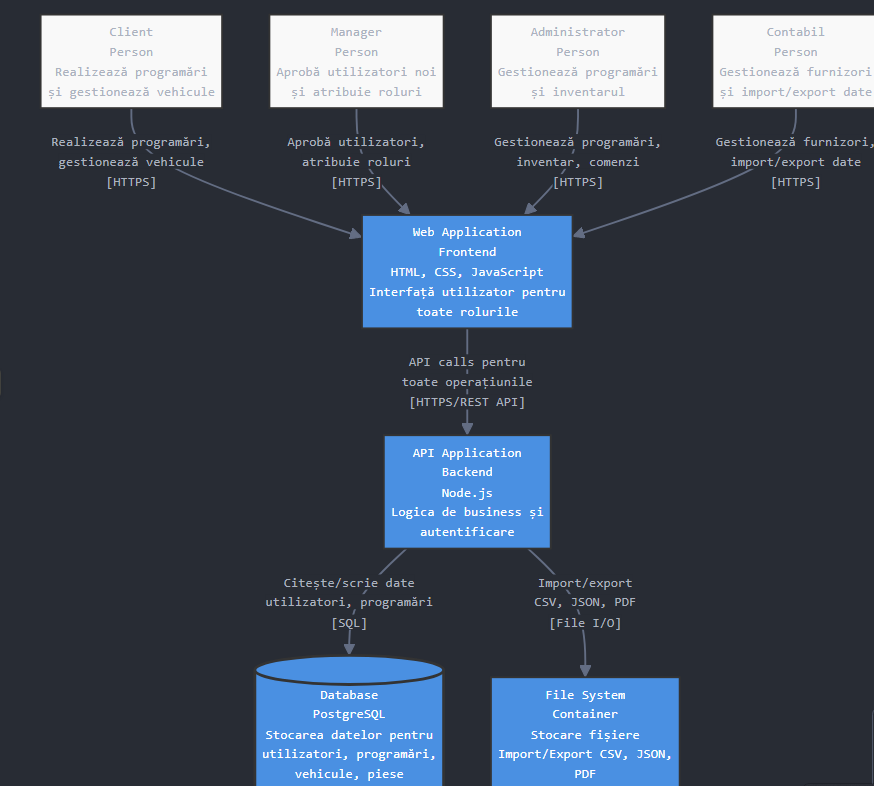 Client
Person
Realizează programări
și gestionează vehicule
Manager
Person
Aprobă utilizatori noi
și atribuie roluri
Administrator
Person
Gestionează programări
și inventarul
Contabil
Person
Gestionează furnizori
și import/export date
Realizează programări,
gestionează vehicule
[HTTPS]
Aprobă utilizatori,
atribuie roluri
[HTTPS]
Gestionează programări,
inventar, comenzi
[HTTPS]
Gestionează furnizori,
import/export date
[HTTPS]
Web Application
Frontend
HTML, CSS, JavaScript
Interfață utilizator pentru
toate rolurile
API calls pentru
toate operațiunile
[HTTPS/REST API]
API Application
Backend
Node.js
Logica de business și
autentificare
Citește/scrie date
utilizatori, programări
[SQL]
Import/export
CSV, JSON, PDF
[File I/O]
Database
PostgreSQL
Stocarea datelor pentru
utilizatori, programări,
vehicule, piese
File System
Container
Stocare fișiere
Import/Export CSV, JSON,
PDF